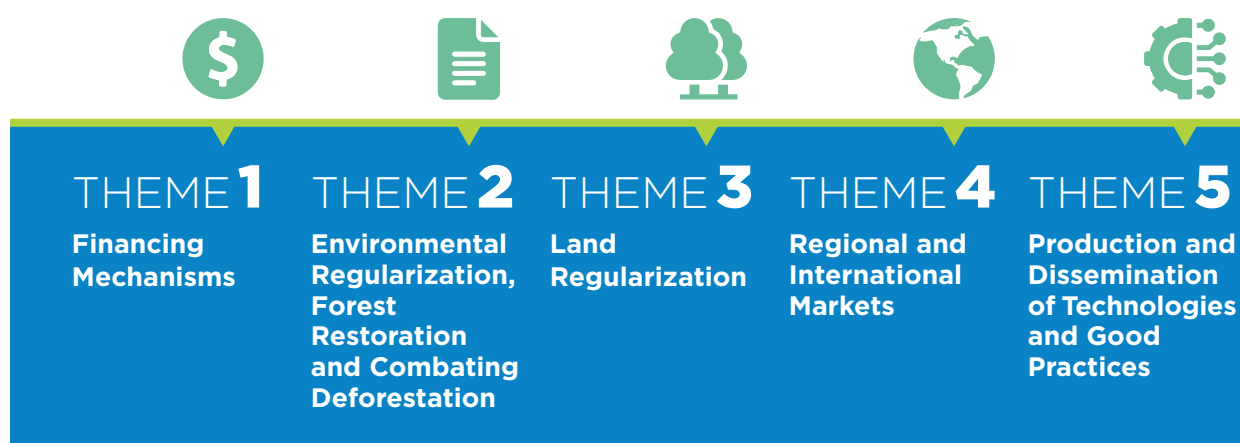 THEME 1
Financing
Mechanisms
THEME 2
Environmental
Regularization,
Forest
Restoration
and Combating
Deforestation
THEME 3
Land
Regularization
THEME 4
Regional and
International
Markets
THEME 5
Production and
Dissemination
of Technologies
and Good
Practices